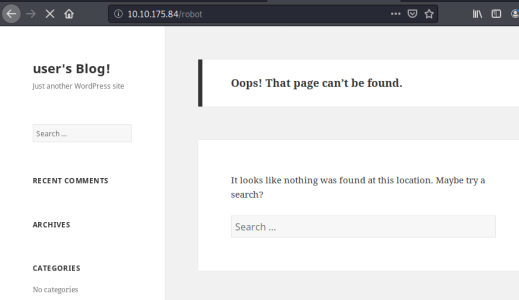 10.10.175.84/robot
user's Blog!
Just another WordPress site
Search …
RECENT COMMENTS
ARCHIVES
CATEGORIES
No categories
Oops! That page can't be found.
It looks like nothing was found at this location. Maybe try a
search?
Search …